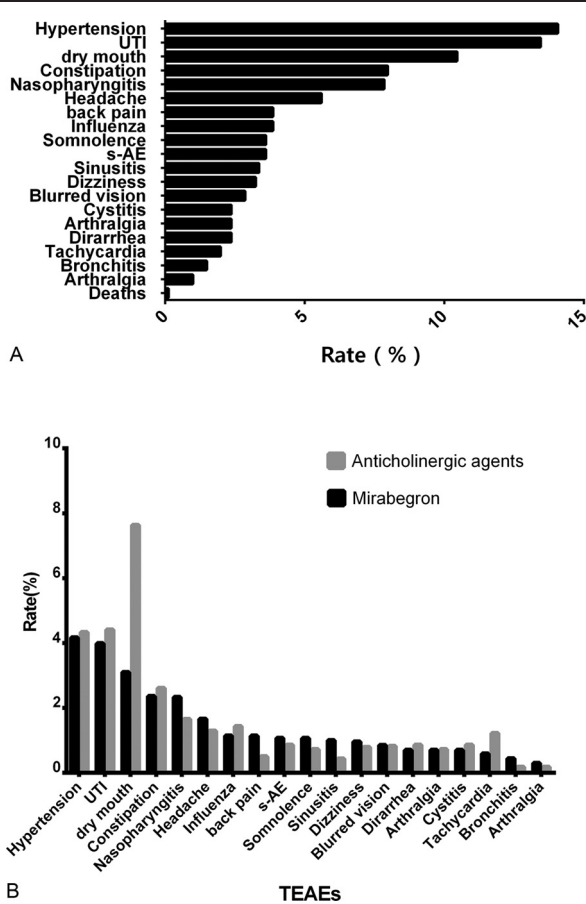 Hypertension
UTI
dry mouth
Constipation
Nasopharyngitis
Headache
back pain
Influenza
Somnolence
s-AE
Sinusitis
Dizziness
Blurred vision
Cystitis
Arthralgia
Dirarrhea
Tachycardia
Bronchitis
Arthralgia
Deaths
0 5 10 15
A
Rate ( % )
10
8
6
4
2
0
Rate(%)
Anticholinergic agents
Mirabegron
Hypertension
UTI
dry mouth
Constipation
Nasopharyngitis
Headache
Influenza
back pain
s-AE
Somnolence
Sinusitis
Dizziness
Blurred vision
Dirarrhea
Arthralgia
Cystitis
Tachycardia
Bronchitis
Arthralgia
B
TEAEs